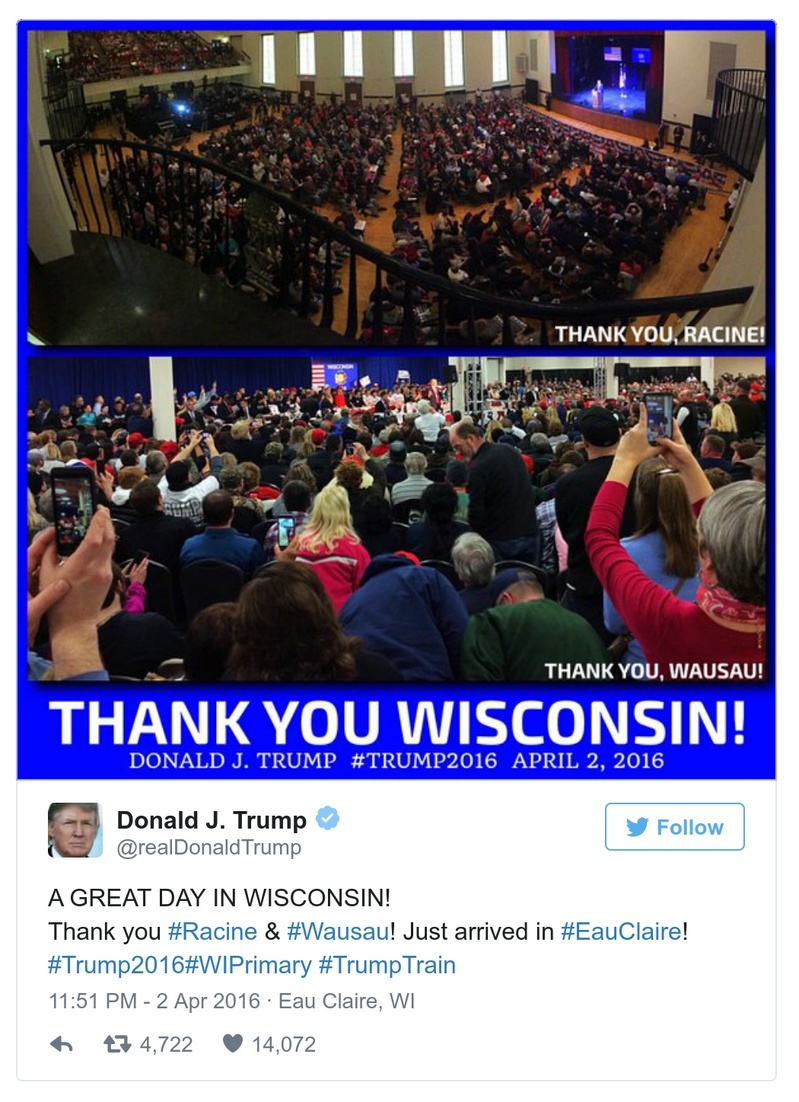 THANK YOU, RACINE!
WISCONSIN
THANK YOU, WAUSAU!
THANK YOU WISCONSIN!
DONALD J. TRUMP #TRUMP2016 APRIL 2, 2016
Donald J. Trump
@realDonaldTrump
Follow
A GREAT DAY IN WISCONSIN!
Thank you #Racine & #Wausau! Just arrived in #EauClaire!
#Trump2016#WIPrimary #TrumpTrain
11:51 PM - 2 Apr 2016 · Eau Claire, WI
4,722 14,072